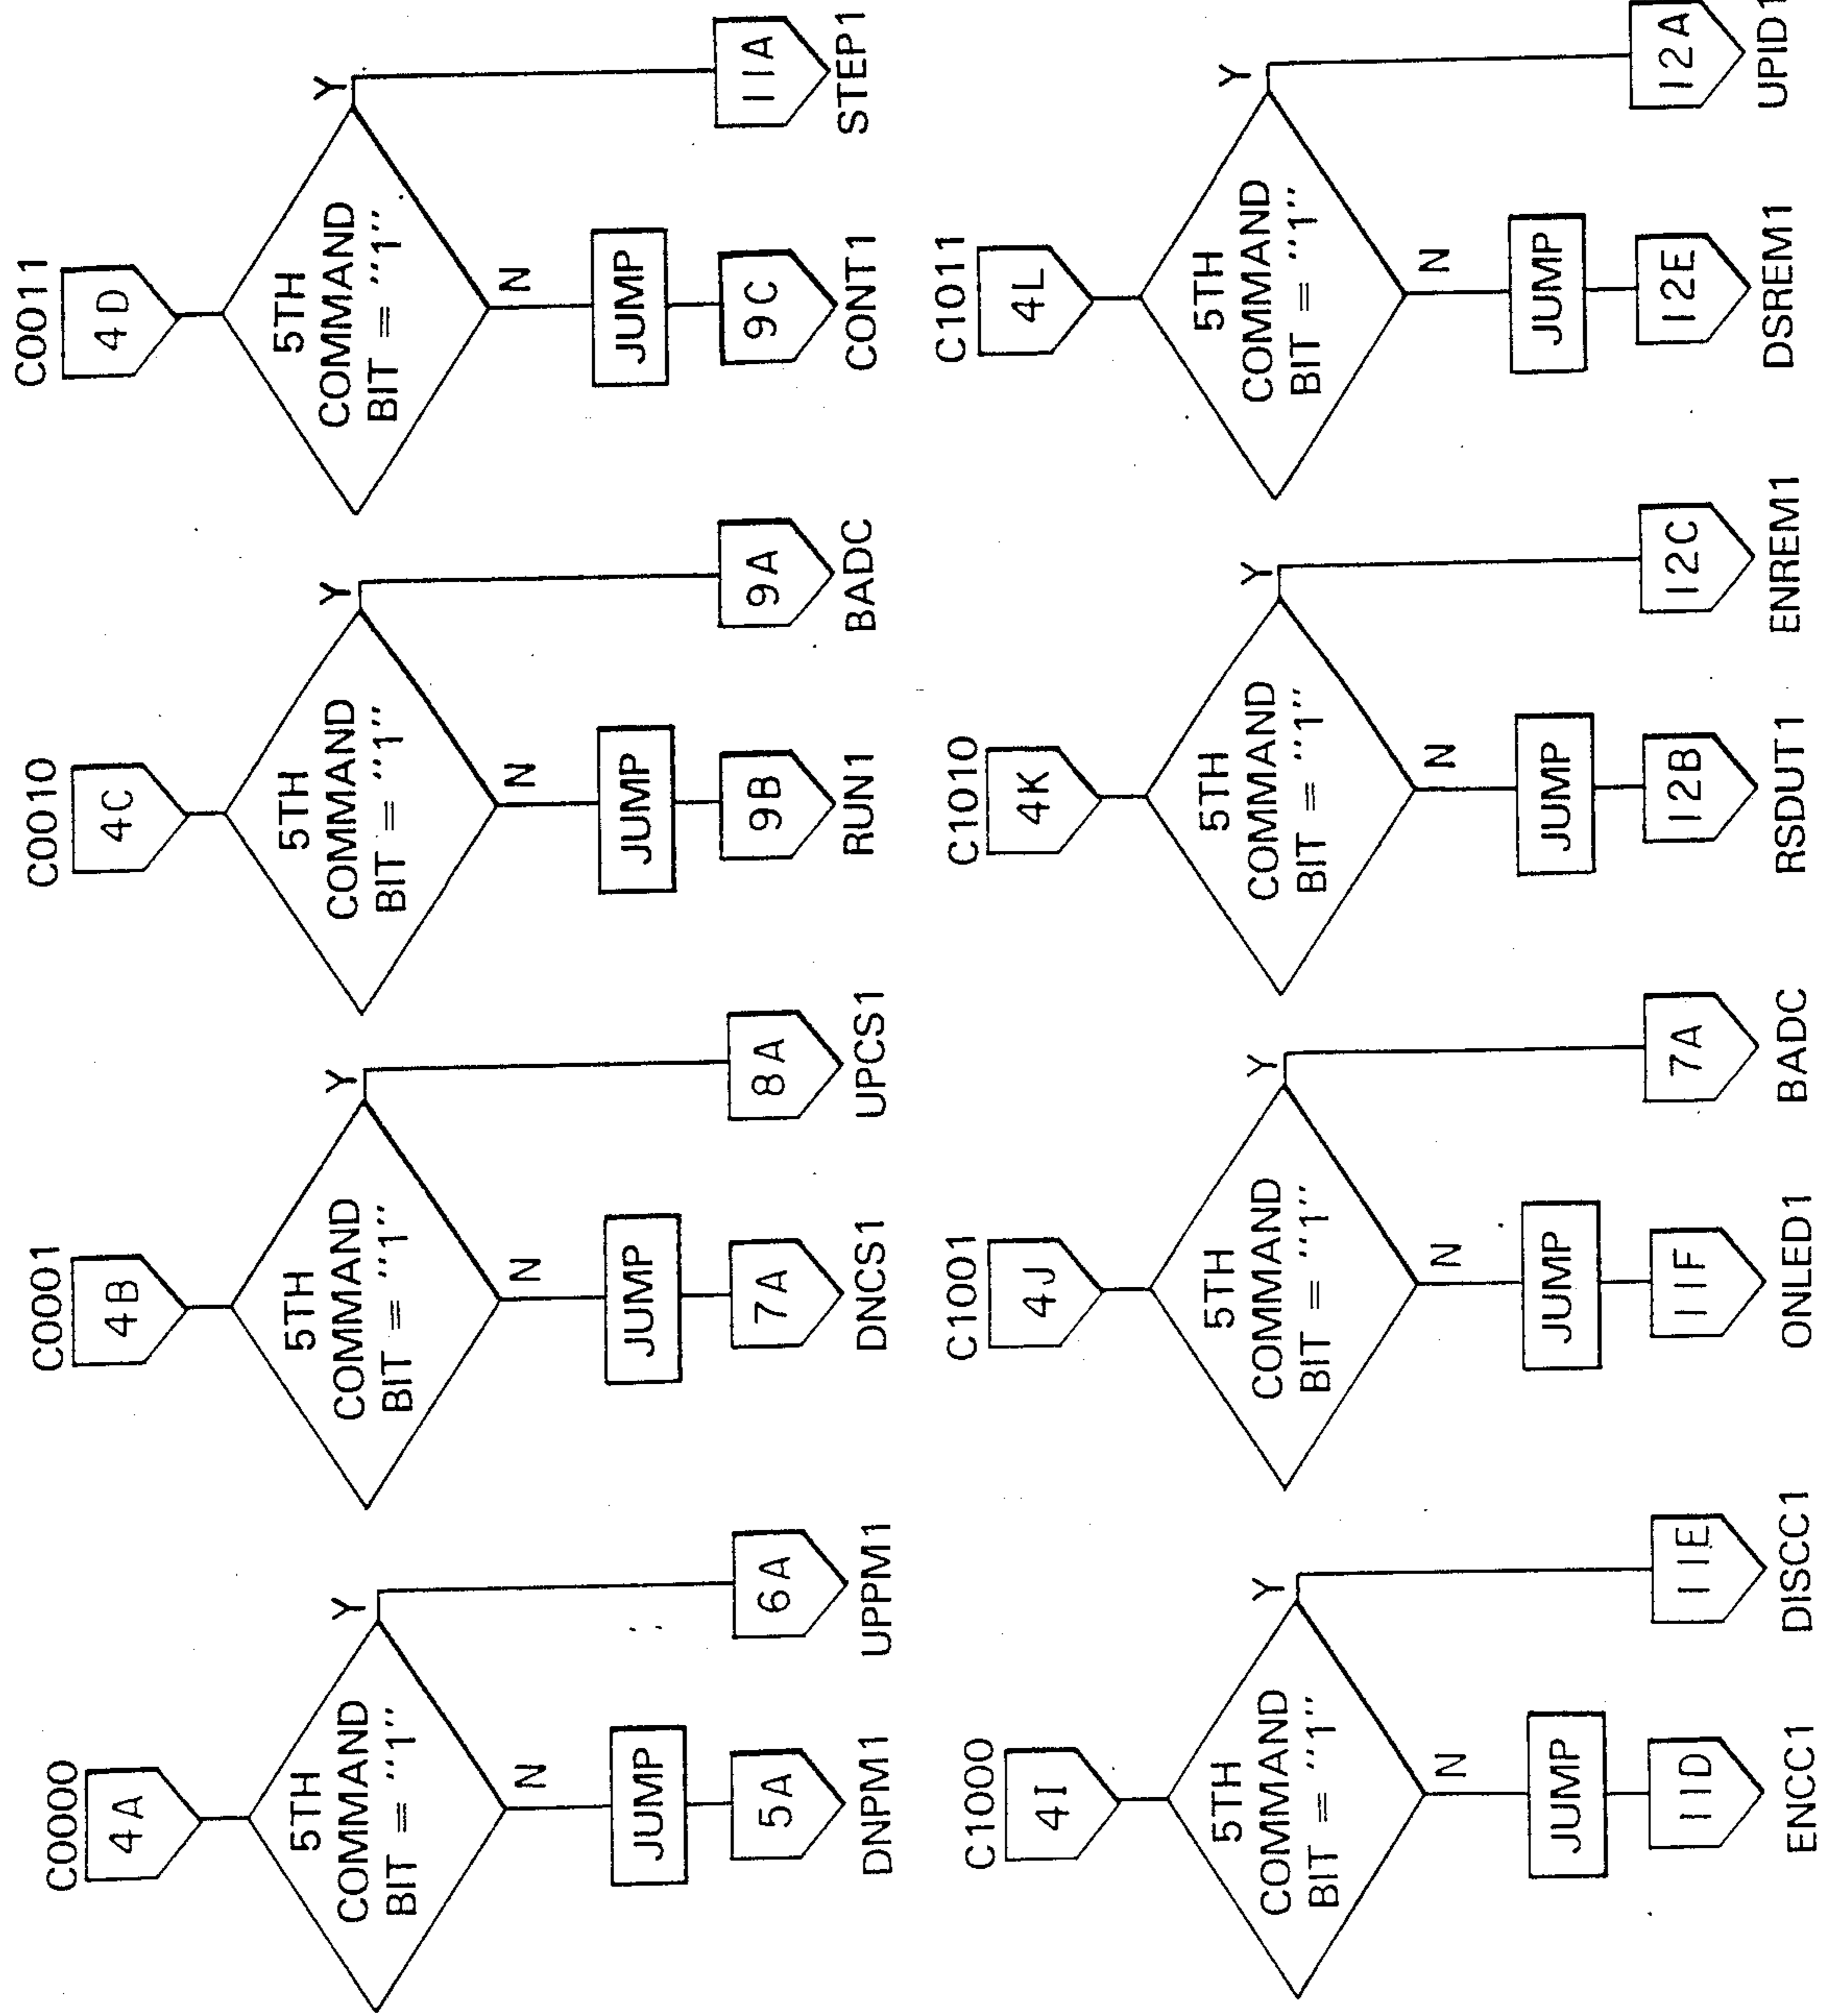 C0000
4A
5TH
COMMAND
BIT = "1"
Y
N
JUMP
5A
DNPM1
6A
UPPM1
C0001
4B
5TH
COMMAND
BIT = "1"
Y
N
JUMP
7A
DNCS1
8A
UPCS1
C0010
4C
5TH
COMMAND
BIT = "1"
Y
N
JUMP
9B
RUN1
9A
BADC
C0011
4D
5TH
COMMAND
BIT = "1"
Y
N
JUMP
9C
CONT1
11A
STEP1
C1000
4I
5TH
COMMAND
BIT = "1"
Y
N
JUMP
11D
ENCC1
11E
DISCC1
C1001
4J
5TH
COMMAND
BIT = "1"
Y
N
JUMP
11F
ONLED1
7A
BADC
C1010
4K
5TH
COMMAND
BIT = "1"
Y
N
JUMP
12B
RSDUT1
12C
ENREM1
C1011
4L
5TH
COMMAND
BIT = "1"
Y
N
JUMP
12E
DSREM1
12A
UPID1